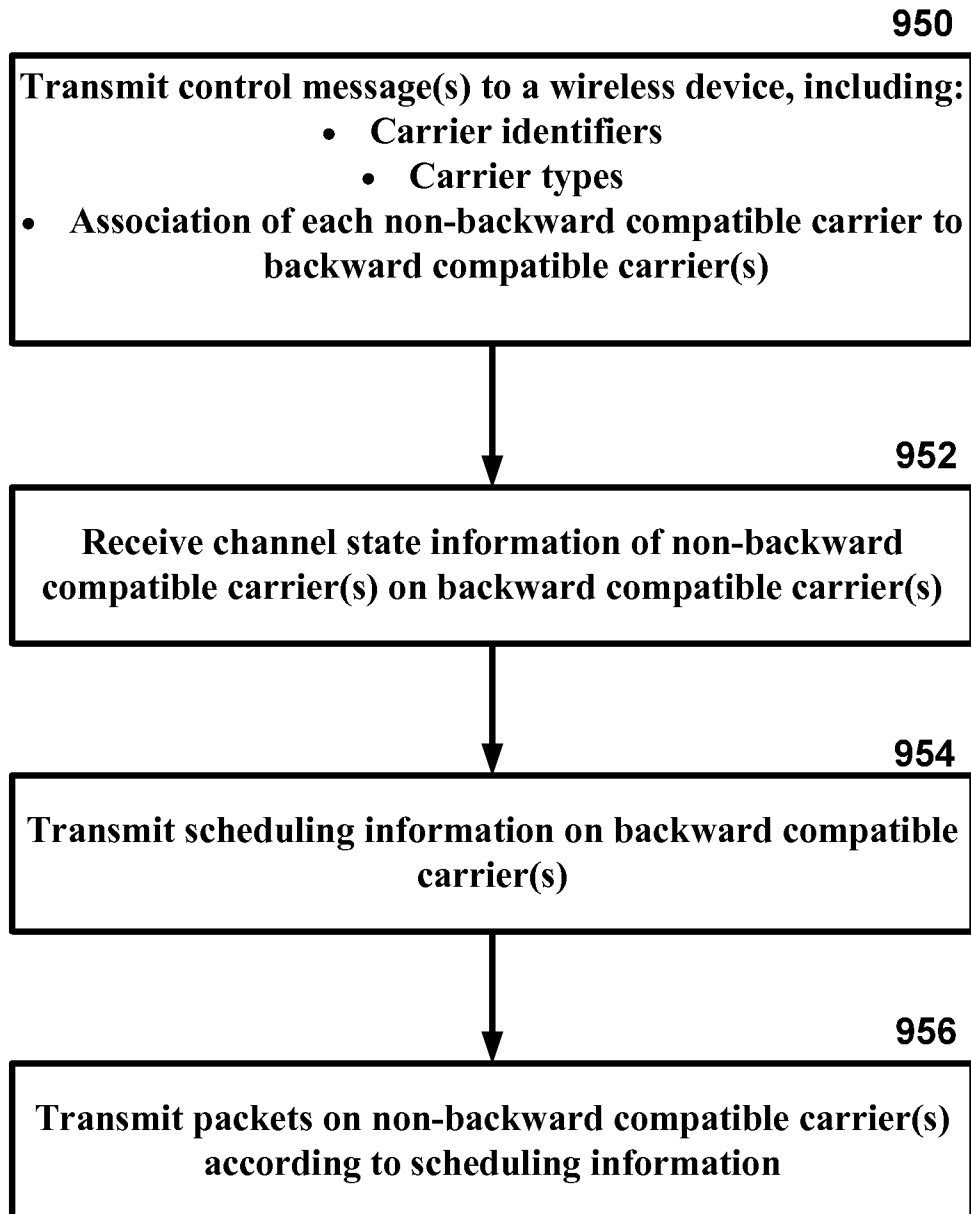 950
Transmit control message(s) to a wireless device, including:
• Carrier identifiers
• Carrier types
• Association of each non-backward compatible carrier to
backward compatible carrier(s)
952
Receive channel state information of non-backward
compatible carrier(s) on backward compatible carrier(s)
954
Transmit scheduling information on backward compatible
carrier(s)
956
Transmit packets on non-backward compatible carrier(s)
according to scheduling information